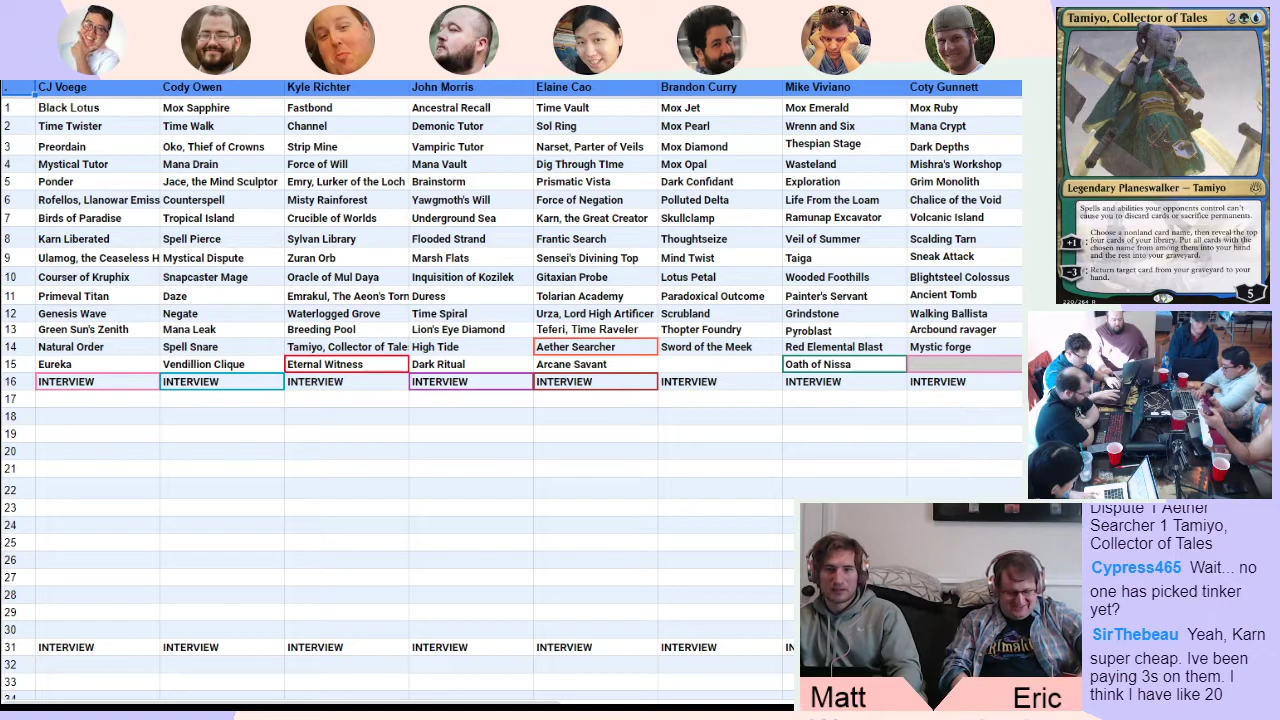 . CJ Voege Cody Owen Kyle Richter John Morris Elaine Cao Brandon Curry Mike Viviano Coty Gunnett
1 Black Lotus Mox Sapphire Fastbond Ancestral Recall Time Vault Mox Jet Mox Emerald Mox Ruby
2 Time Twister Time Walk Channel Demonic Tutor Sol Ring Mox Pearl Wrenn and Six Mana Crypt
3 Preordain Oko, Thief of Crowns Strip Mine Vampiric Tutor Narset, Parter of Veils Mox Diamond Thespian Stage Dark Depths
4 Mystical Tutor Mana Drain Force of Will Mana Vault Dig Through TIme Mox Opal Wasteland Mishra's Workshop
5 Ponder Jace, the Mind Sculptor Emry, Lurker of the Loch Brainstorm Prismatic Vista Dark Confidant Exploration Grim Monolith
6 Rofellos, Llanowar Emiss Counterspell Misty Rainforest Yawgmoth's Will Force of Negation Polluted Delta Life From the Loam Chalice of the Void
7 Birds of Paradise Tropical Island Crucible of Worlds Underground Sea Karn, the Great Creator Skullclamp Ramunap Excavator Volcanic Island
8 Karn Liberated Spell Pierce Sylvan Library Flooded Strand Frantic Search Thoughtseize Veil of Summer Scalding Tarn
9 Ulamog, the Ceaseless H Mystical Dispute Zuran Orb Marsh Flats Sensei's Divining Top Mind Twist Taiga Sneak Attack
10 Courser of Kruphix Snapcaster Mage Oracle of Mul Daya Inquisition of Kozilek Gitaxian Probe Lotus Petal Wooded Foothills Blightsteel Colossus
11 Primeval Titan Daze Emrakul, The Aeon's Torn Duress Tolarian Academy Paradoxical Outcome Painter's Servant Ancient Tomb
12 Genesis Wave Negate Waterlogged Grove Time Spiral Urza, Lord High Artificer Scrubland Grindstone Walking Ballista
13 Green Sun's Zenith Mana Leak Breeding Pool Lion's Eye Diamond Teferi, Time Raveler Thopter Foundry Pyroblast Arcbound ravager
14 Natural Order Spell Snare Tamiyo, Collector of Tales High Tide Aether Searcher Sword of the Meek Red Elemental Blast Mystic forge
15 Eureka Vendillion Clique Eternal Witness Dark Ritual Arcane Savant Oath of Nissa
16 INTERVIEW INTERVIEW INTERVIEW INTERVIEW INTERVIEW INTERVIEW INTERVIEW INTERVIEW
17
18
19
20
21
22
23
24
25
26
27
28
29
30
31 INTERVIEW INTERVIEW INTERVIEW INTERVIEW INTERVIEW INTERVIEW IN
32
33
34
Tamiyo, Collector of Tales 2
Legendary Planeswalker — Tamiyo
Spells and abilities your opponents control can't
cause you to discard cards or sacrifice permanents.
+1: Choose a nonland card name, then reveal the top
four cards of your library. Put all cards with the
chosen name from among them into your hand
and the rest into your graveyard.
−3: Return target card from your graveyard to your
hand.
220/264 R
5
Dispute 1 Aether
Searcher 1 Tamiyo,
Collector of Tales
Cypress465 Wait... no
one has picked tinker
yet?
SirThebeau Yeah, Karn
super cheap. Ive been
paying 3s on them. I
think I have like 20
Matt Eric